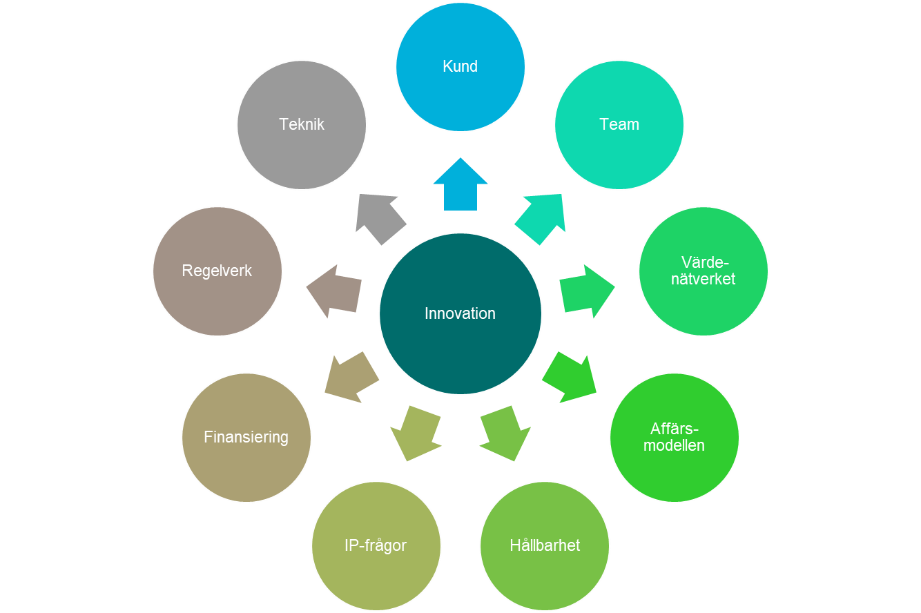 Kund
Team
Teknik
Värde-
nätverket
Regelverk
Innovation
Affärs-
modellen
Finansiering
IP-frågor
Hållbarhet